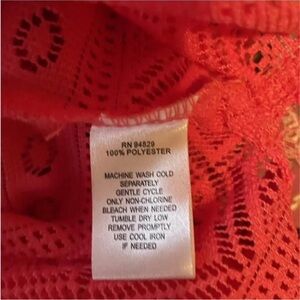 RN 94829
100% POLYESTER
MACHINE WASH COLD
SEPARATELY
GENTLE CYCLE
ONLY NON-CHLORINE
BLEACH WHEN NEEDED
TUMBLE DRY LOW
REMOVE PROMPTLY
USE COOL IRON
IF NEEDED